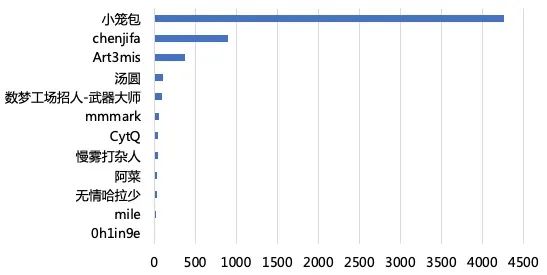 小笼包
chenjifa
Art3mis
汤圆
数梦工场招人-武器大师
mmmark
CytQ
慢雾打杂人
阿菜
无情哈拉少
mile
0h1in9e
0 500 1000 1500 2000 2500 3000 3500 4000 4500